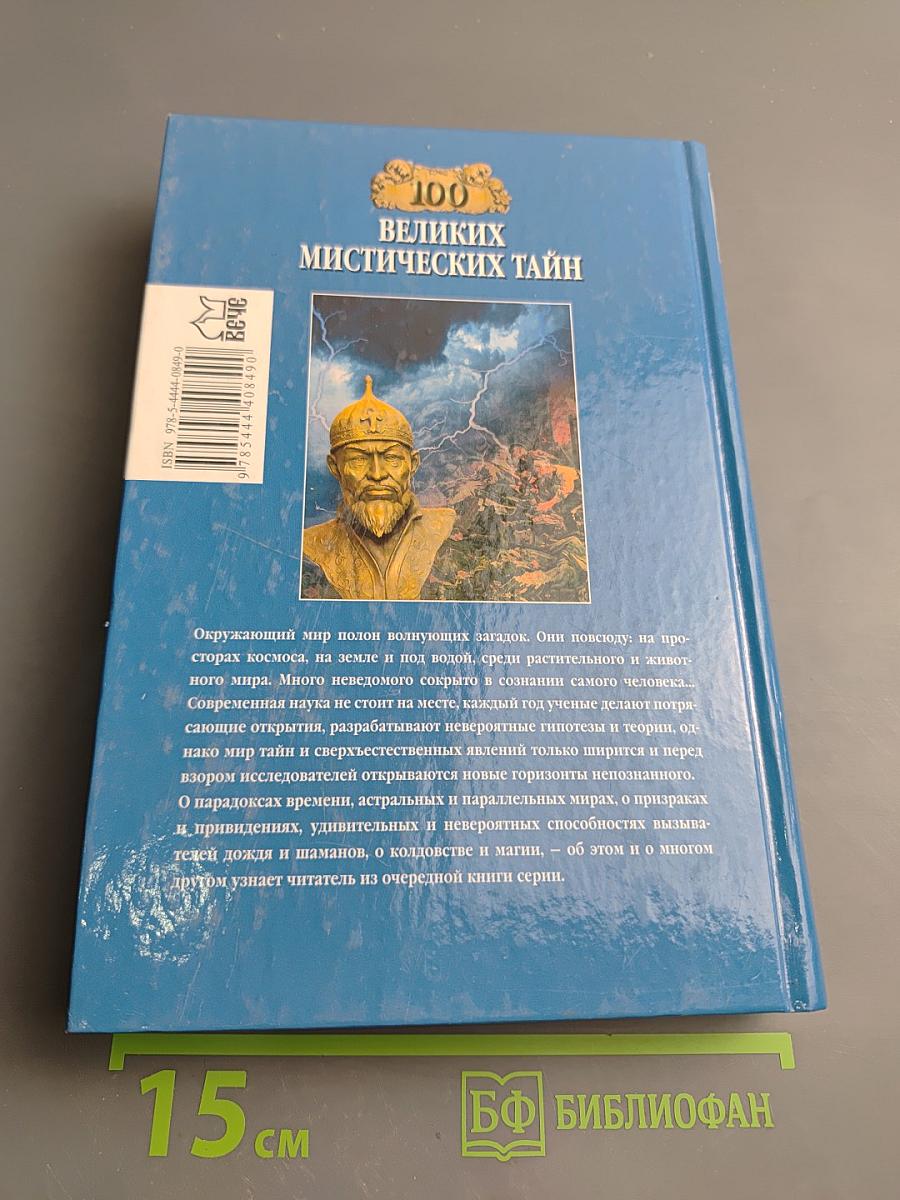 100
ВЕЛИКИХ
МИСТИЧЕСКИХ ТАЙН
вече
ISBN 978-5-4444-0849-0
9 785444 408490
Окружающий мир полон волнующих загадок. Они повсюду: на про-
сторах космоса, на земле и под водой, среди растительного и живот-
ного мира. Много неведомого сокрыто в сознании самого человека...
Современная наука не стоит на месте, каждый год ученые делают потря-
сающие открытия, разрабатывают невероятные гипотезы и теории, од-
нако мир тайн и сверхъестественных явлений только ширится и перед
взором исследователей открываются новые горизонты непознанного.
О парадоксах времени, астральных и параллельных мирах, о призраках
и привидениях, удивительных и невероятных способностях вызыва-
телей дождя и шаманов, о колдовстве и магии, – об этом и о многом
другом узнает читатель из очередной книги серии.
15 см
БФ БИБЛИОФАН